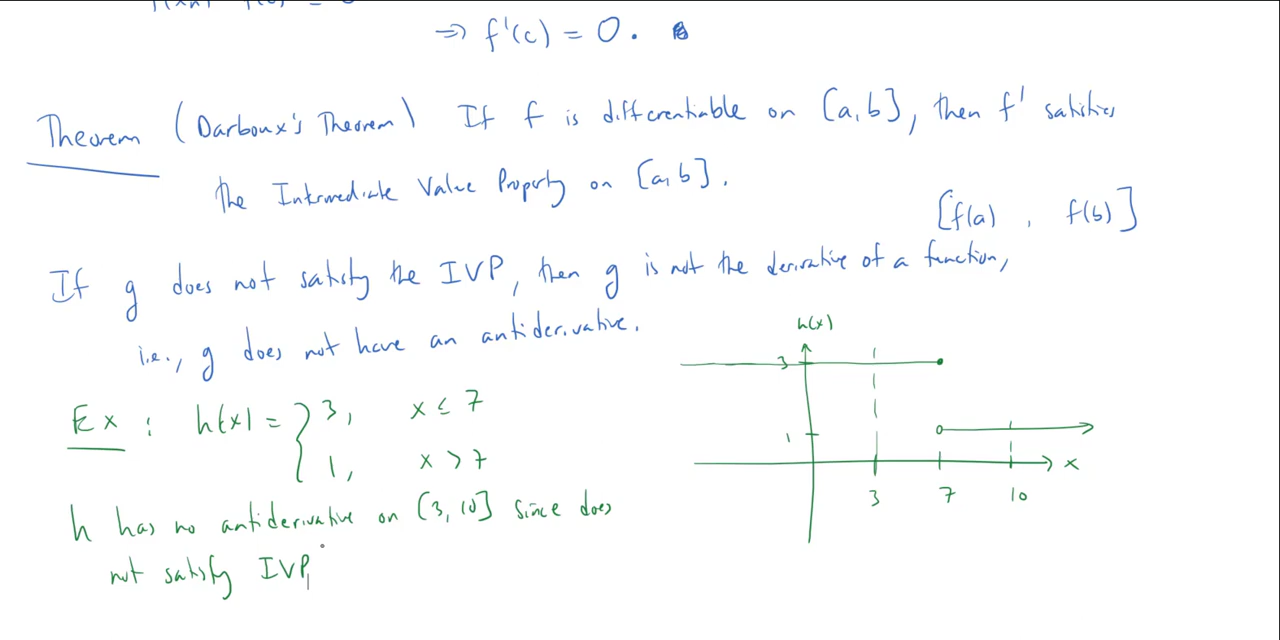 ⇒ f'(c) = 0.
Theorem (Darboux's Theorem) If f is differentiable on [a,b], then f' satisfies
the Intermediate Value Property on [a,b].
[f(a) , f(b)]
If g does not satisfy the IVP, then g is not the derivative of a function,
i.e., g does not have an antiderivative.
h(x)
3
1
3 7 10 x
Ex : h(x) = { 3, x ≤ 7
1, x > 7
h has no antiderivative on [3, 10] since does
not satisfy IVP,